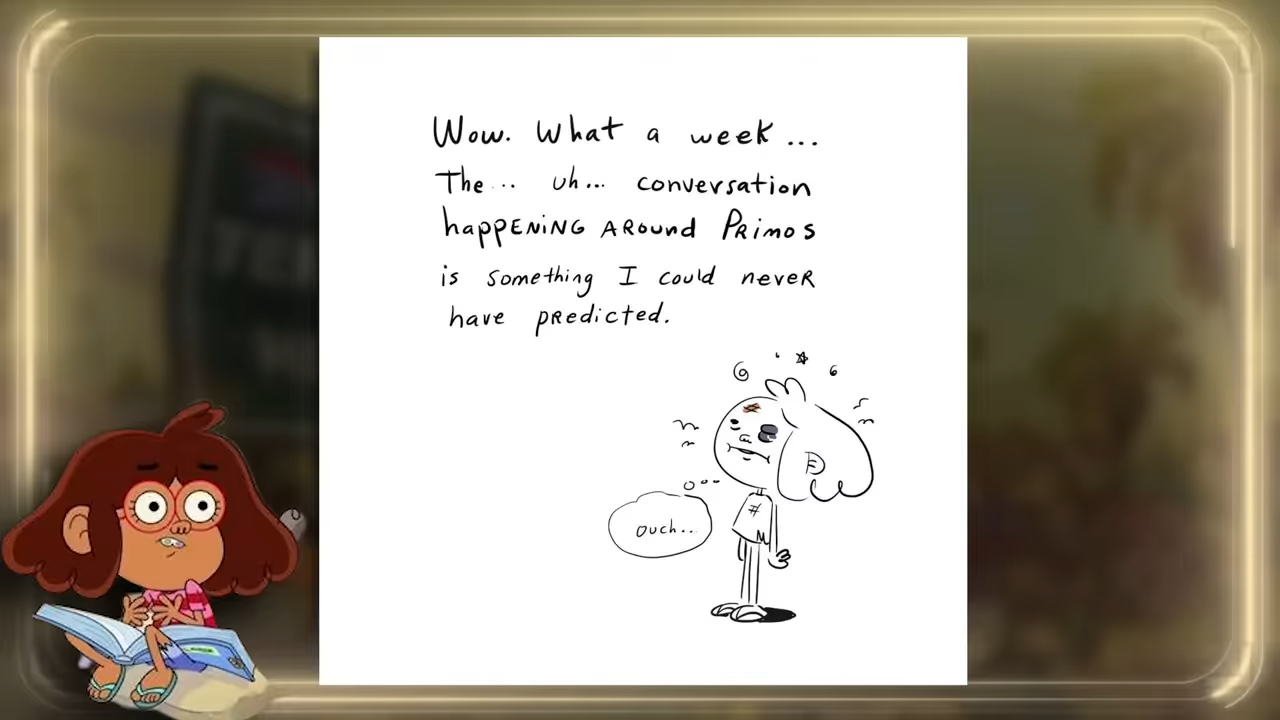 Wow. What a week...
The... uh... conversation
happening around Primos
is something I could never
have predicted.
ouch...